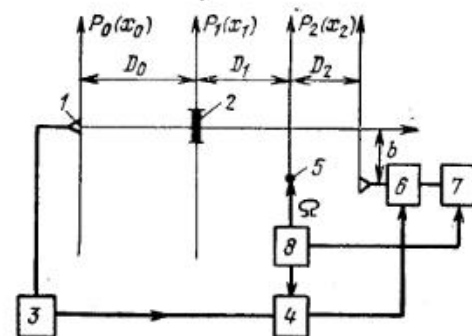 P₀(x₀) P₁(x₁) P₂(x₂)
D₀ D₁ D₂
1 2
b
5 6 7
Ω 8
3 4